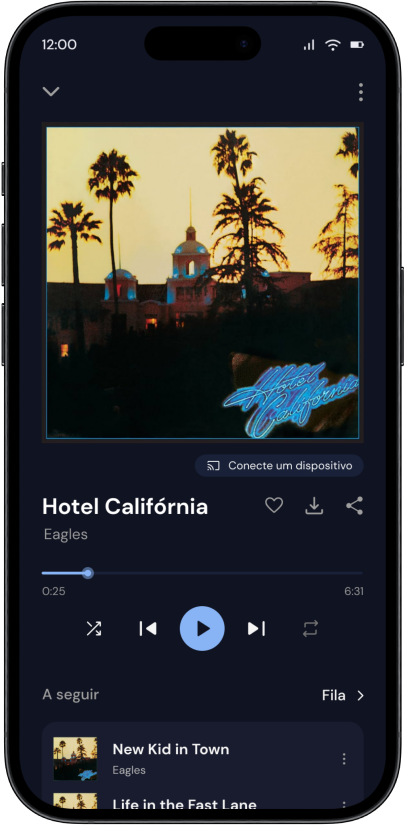 12:00
Hotel
California
Conecte um dispositivo
Hotel Califórnia
Eagles
0:25
6:31
A seguir
Fila
New Kid in Town
Eagles
Life in the Fast Lane